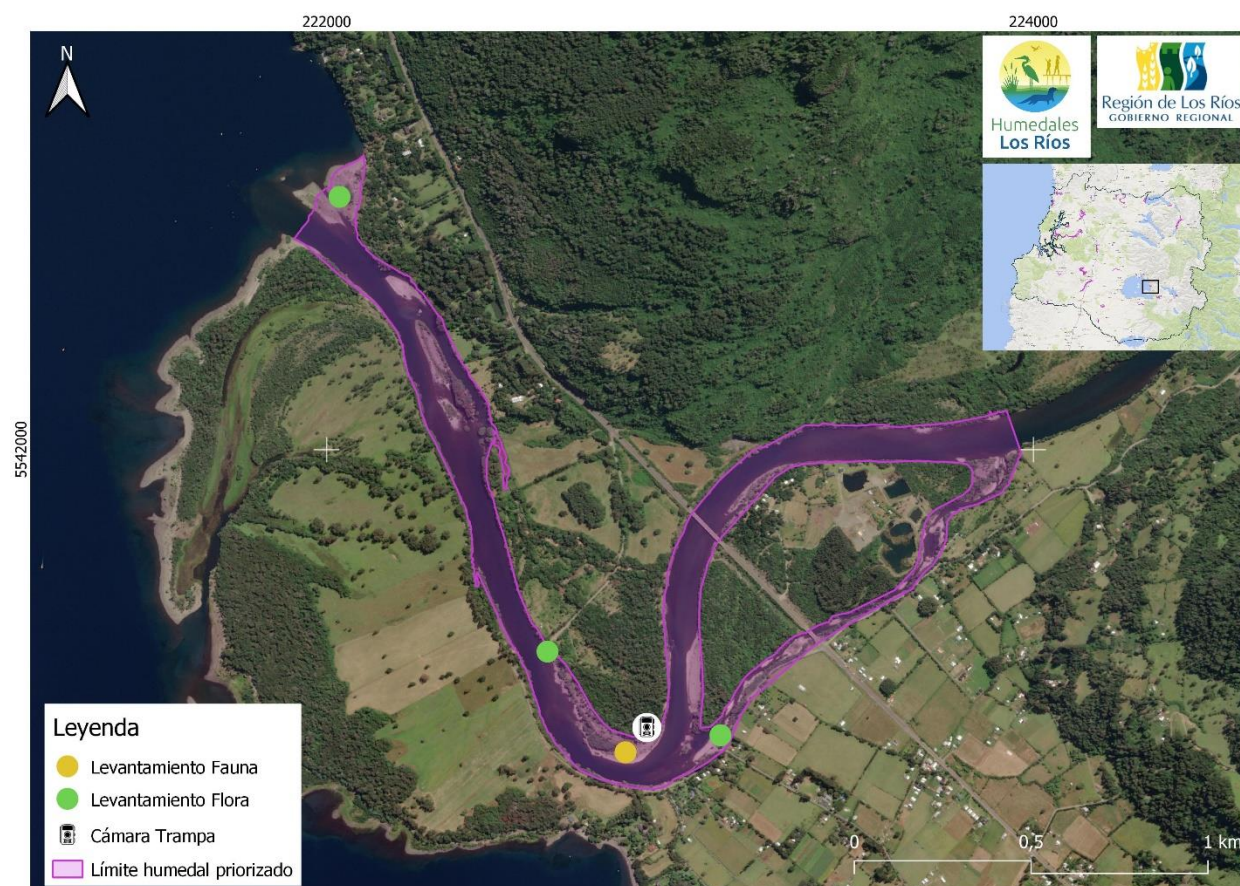 222000
224000
N
Humedales
Los Ríos
Región de Los Ríos
GOBIERNO REGIONAL
5542000
Leyenda
Levantamiento Fauna
Levantamiento Flora
Cámara Trampa
Límite humedal priorizado
0
0,5
1 km